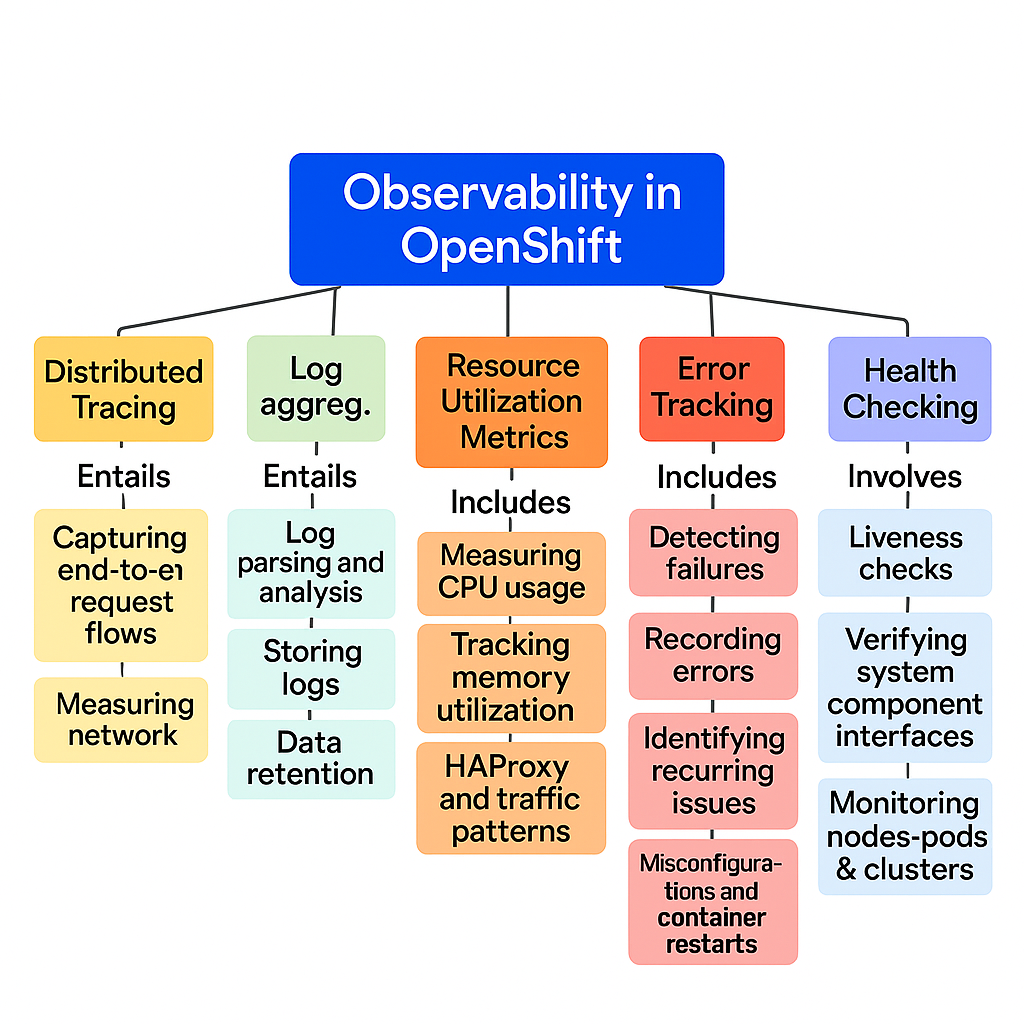 Observability in
OpenShift
Distributed
Tracing
Entails
Capturing
end-to-en
request
flows
Measuring
network
Log
aggreg.
Entails
Log
parsing and
analysis
Storing
logs
Data
retention
Resource
Utilization
Metrics
Includes
Measuring
CPU usage
Tracking
memory
utilization
HAProxy
and traffic
patterns
Error
Tracking
Includes
Detecting
failures
Recording
errors
Identifying
recurring
issues
Misconfigura-
tions and
container
restarts
Health
Checking
Involves
Liveness
checks
Verifying
system
component
interfaces
Monitoring
nodes-pods
& clusters